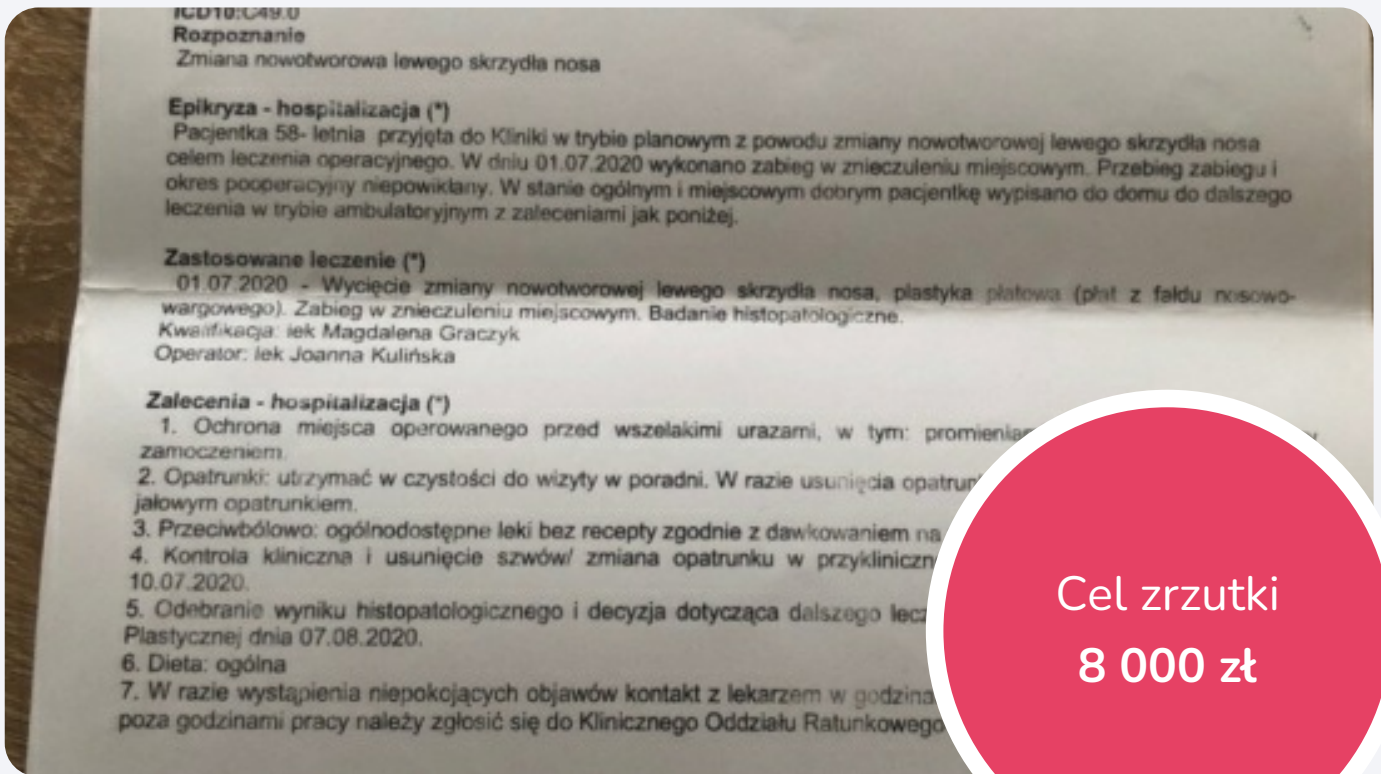 ICD10:C49.0
Rozpoznanie
Zmiana nowotworowa lewego skrzydła nosa
Epikryza - hospitalizacja (*)
Pacjentka 58- letnia przyjęta do Kliniki w trybie planowym z powodu zmiany nowotworowej lewego skrzydła nosa
celem leczenia operacyjnego. W dniu 01.07.2020 wykonano zabieg w znieczuleniu miejscowym. Przebieg zabiegu i
okres pooperacyjny niepowikłany. W stanie ogólnym i miejscowym dobrym pacjentkę wypisano do domu do dalszego
leczenia w trybie ambulatoryjnym z zaleceniami jak poniżej.
Zastosowane leczenie (*)
01.07.2020 - Wycięcie zmiany nowotworowej lewego skrzydła nosa, plastyka płatowa (płat z fałdu nosowo-
wargowego). Zabieg w znieczuleniu miejscowym. Badanie histopatologiczne.
Kwalifikacja: lek Magdalena Graczyk
Operator: lek Joanna Kulińska
Zalecenia - hospitalizacja (*)
1. Ochrona miejsca operowanego przed wszelakimi urazami, w tym:
zamoczeniem.
2. Opatrunki: utrzymać w czystości do wizyty w poradni. W razie usunięcia
jałowym opatrunkiem.
3. Przeciwbólowo: ogólnodostępne leki bez recepty zgodnie z dawkowaniem na
4. Kontrola kliniczna i usunięcie szwów/ zmiana opatrunku w
10.07.2020.
5. Odebranie wyniku histopatologicznego i decyzja dotycząca dalszego
Plastycznej dnia 07.08.2020.
6. Dieta: ogólna
7. W razie wystąpienia niepokojących objawów kontakt z lekarzem w
poza godzinami pracy należy zgłosić się do Klinicznego Oddziału Ratunkowego
Cel zrzutki
8 000 zł